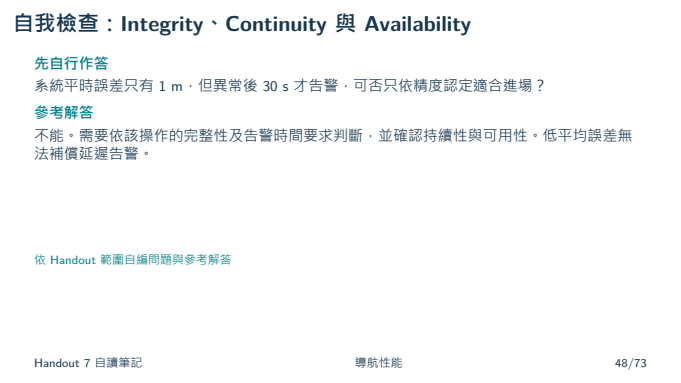 自我檢查：Integrity、Continuity 與 Availability
先自行作答
系統平時誤差只有 1 m，但異常後 30 s 才告警，可否只依精度認定適合進場？
參考解答
不能。需要依該操作的完整性及告警時間要求判斷，並確認持續性與可用性。低平均誤差無
法補償延遲告警。
依 Handout 範圍自編問題與參考解答
Handout 7 自讀筆記
導航性能
48/73